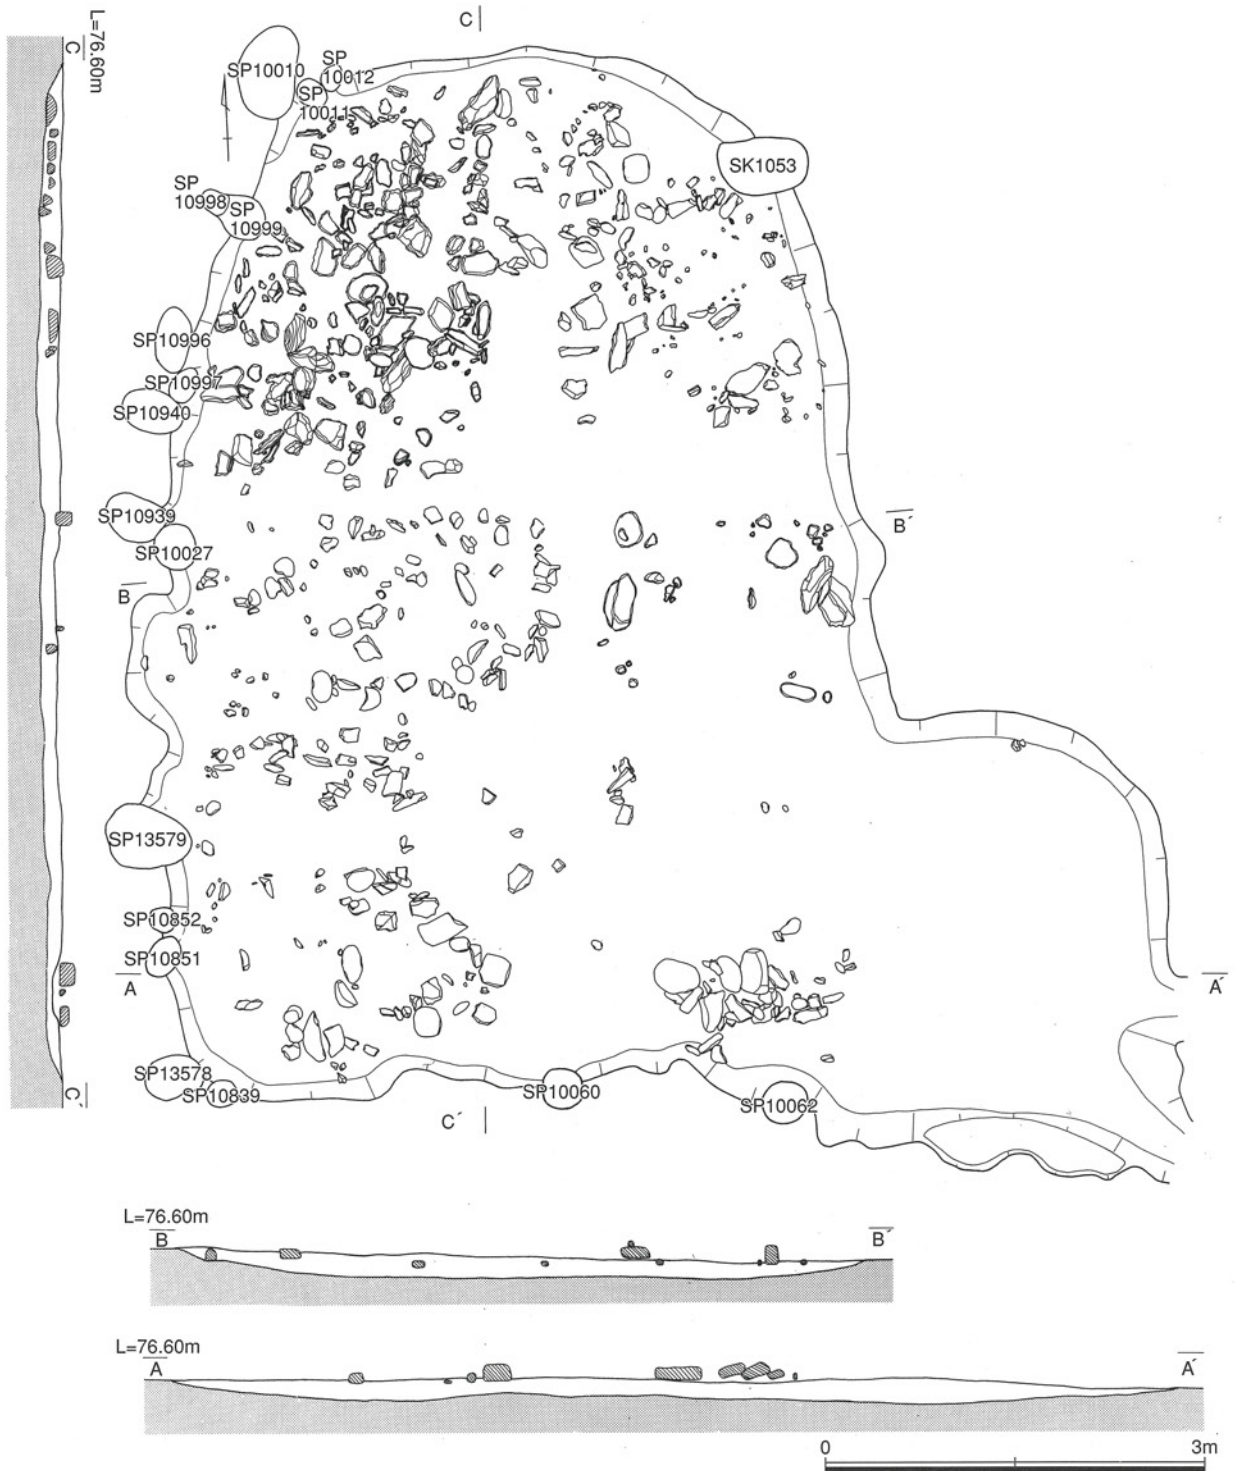 C
L=76.60m
C
SP10010
SP
10012
SP
10011
SK1053
SP
10998
SP
10999
SP10996
SP10997
SP10940
SP10939
SP10027
B
B´
SP13579
SP10852
SP10851
A
A´
SP13578
SP10839
SP10060
SP10062
C´
C´
L=76.60m
B
B´
L=76.60m
A
A´
0
3m